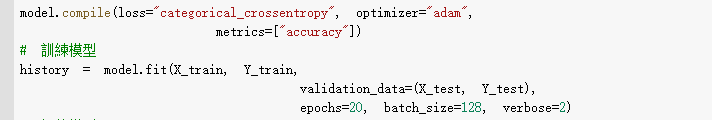 model.compile(loss="categorical_crossentropy", optimizer="adam",
metrics=["accuracy"])
# 訓練模型
history = model.fit(X_train, Y_train,
validation_data=(X_test, Y_test),
epochs=20, batch_size=128, verbose=2)